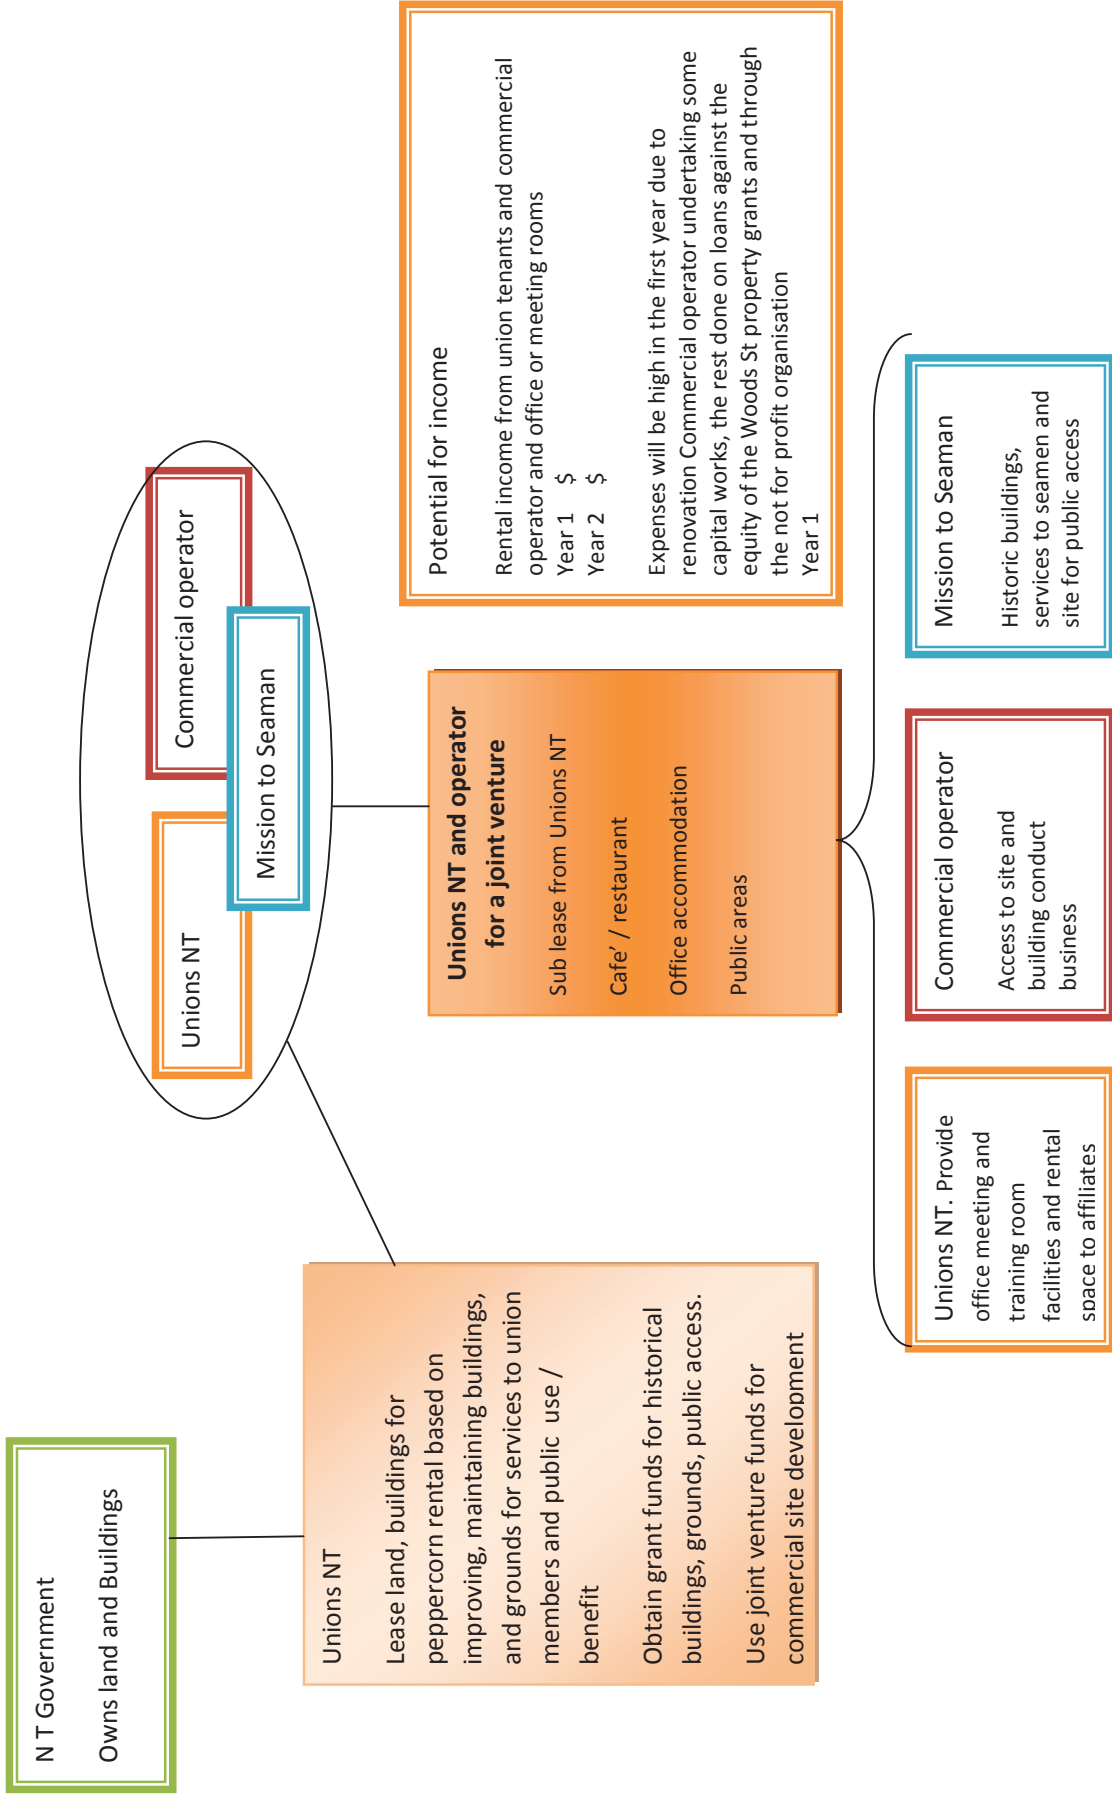 N T Government
Owns land and Buildings
Unions NT
Commercial operator
Mission to Seaman
Unions NT
Lease land, buildings for
peppercorn rental based on
improving, maintaining buildings,
and grounds for services to union
members and public use /
benefit
Obtain grant funds for historical
buildings, grounds, public access.
Use joint venture funds for
commercial site development
Unions NT and operator
for a joint venture
Sub lease from Unions NT
Cafe' / restaurant
Office accommodation
Public areas
Potential for income
Rental income from union tenants and commercial
operator and office or meeting rooms
Year 1 $
Year 2 $
Expenses will be high in the first year due to
renovation Commercial operator undertaking some
capital works, the rest done on loans against the
equity of the Woods St property grants and through
the not for profit organisation
Year 1
Unions NT. Provide
office meeting and
training room
facilities and rental
space to affiliates
Commercial operator
Access to site and
building conduct
business
Mission to Seaman
Historic buildings,
services to seamen and
site for public access